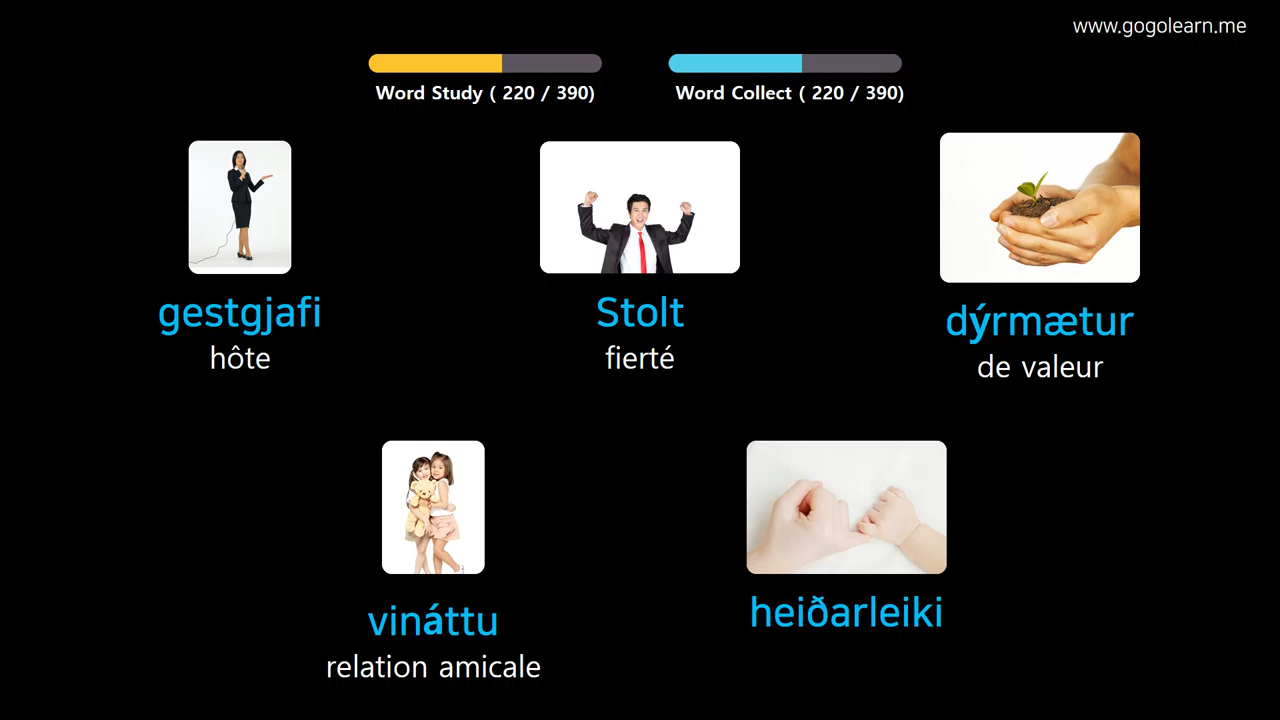 www.gogolearn.me
Word Study ( 220 / 390)
Word Collect ( 220 / 390)
gestgjafi
hôte
Stolt
fierté
dýrmætur
de valeur
vináttu
relation amicale
heiðarleiki